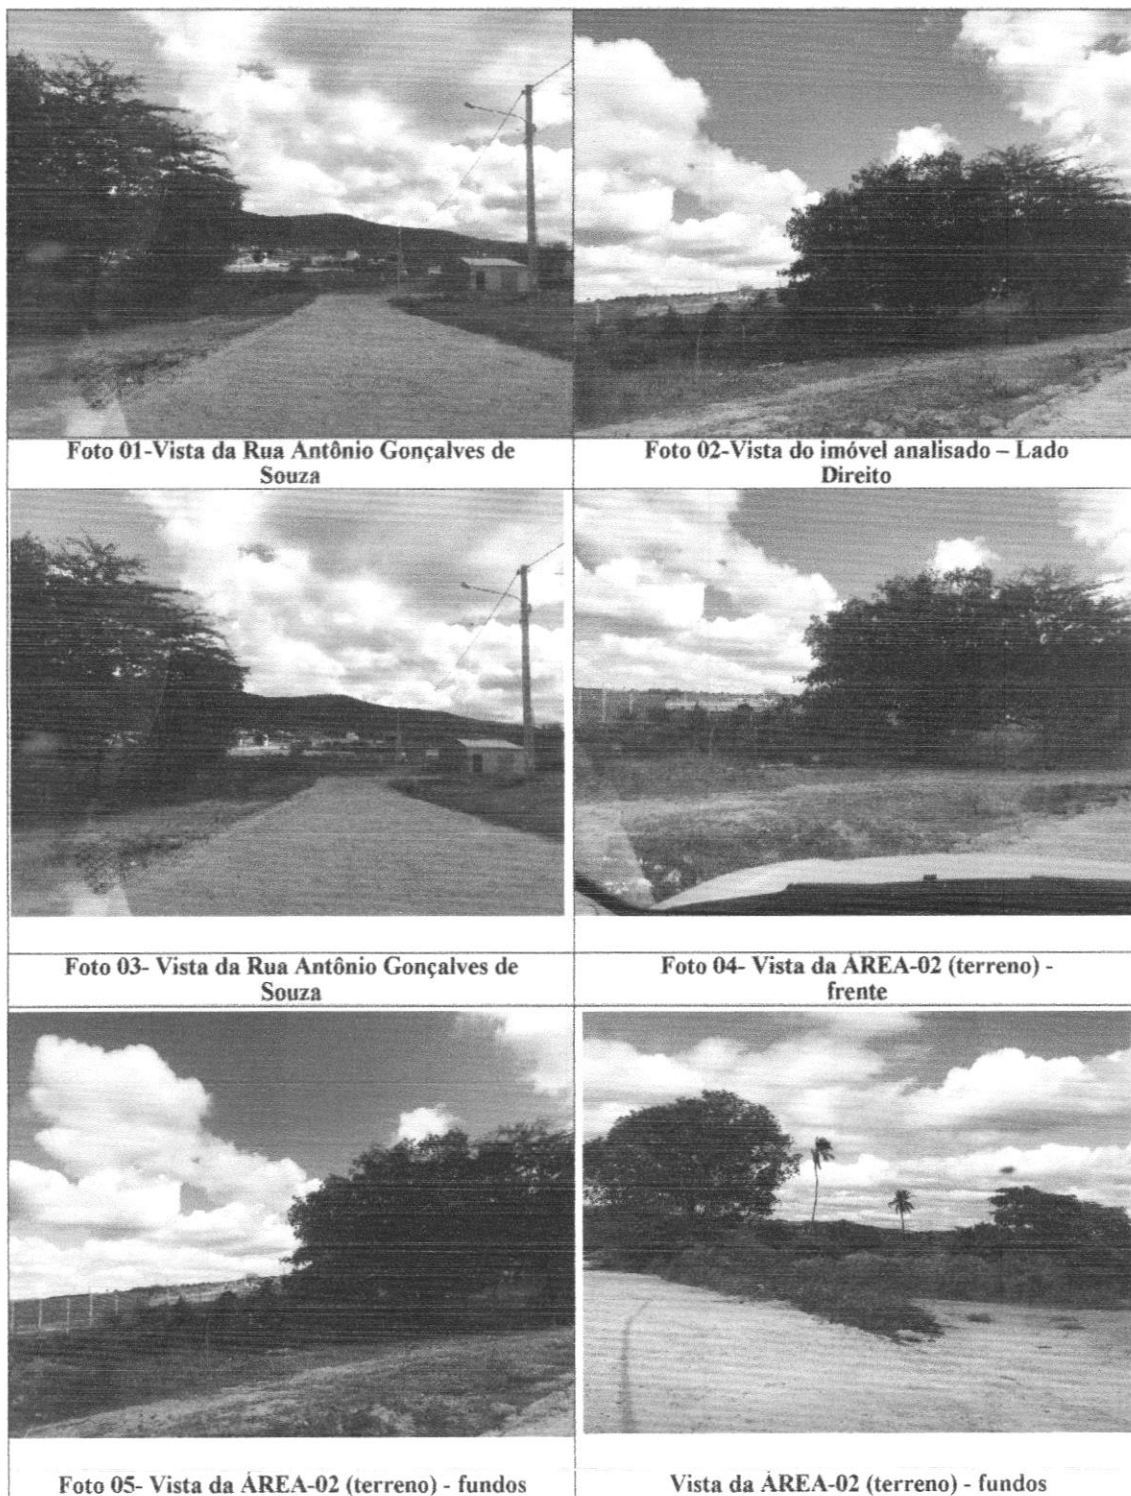 Foto 01-Vista da Rua Antônio Gonçalves de
Souza
Foto 02-Vista do imóvel analisado – Lado
Direito
Foto 03- Vista da Rua Antônio Gonçalves de
Souza
Foto 04- Vista da ÁREA-02 (terreno) -
frente
Foto 05- Vista da ÁREA-02 (terreno) - fundos
Vista da ÁREA-02 (terreno) - fundos